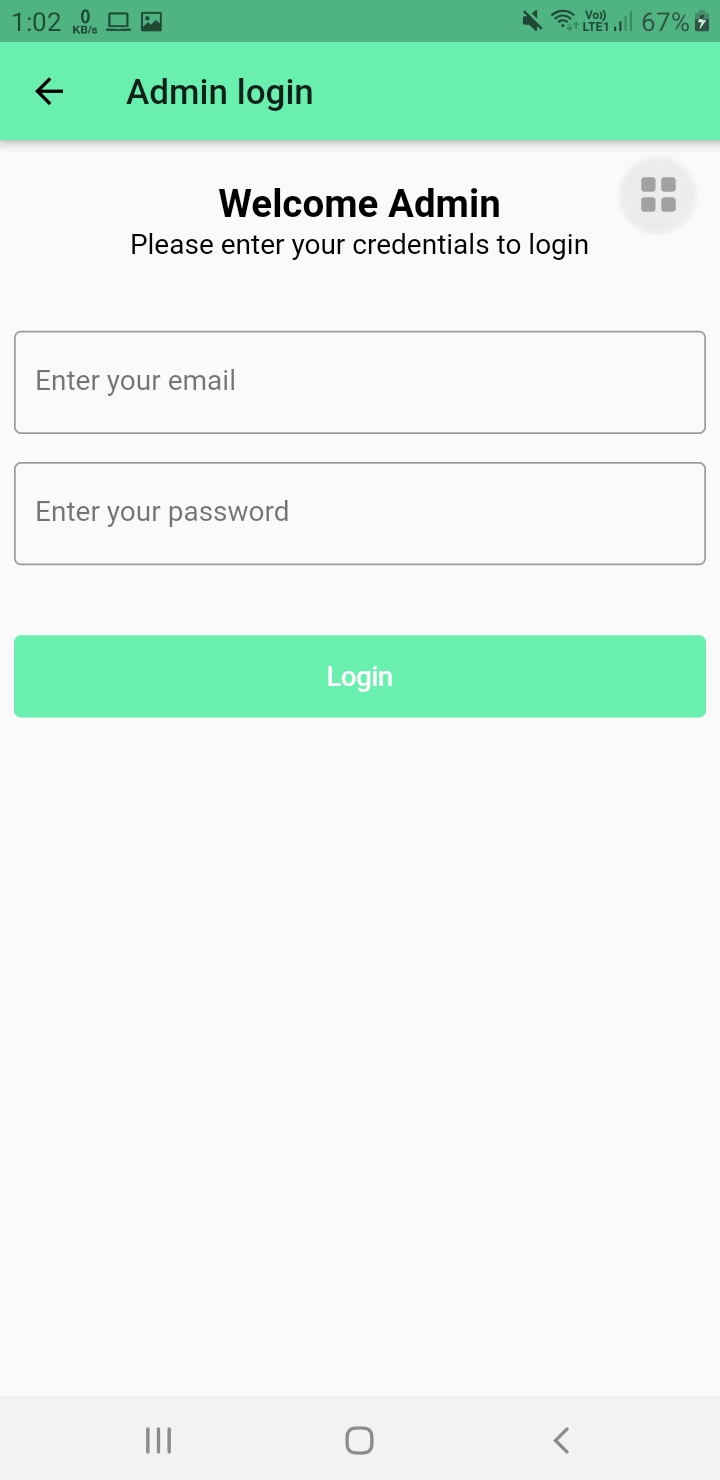 1:02 0 KB/s Vo)) LTE1 67%
Admin login
Welcome Admin
Please enter your credentials to login
Enter your email
Enter your password
Login